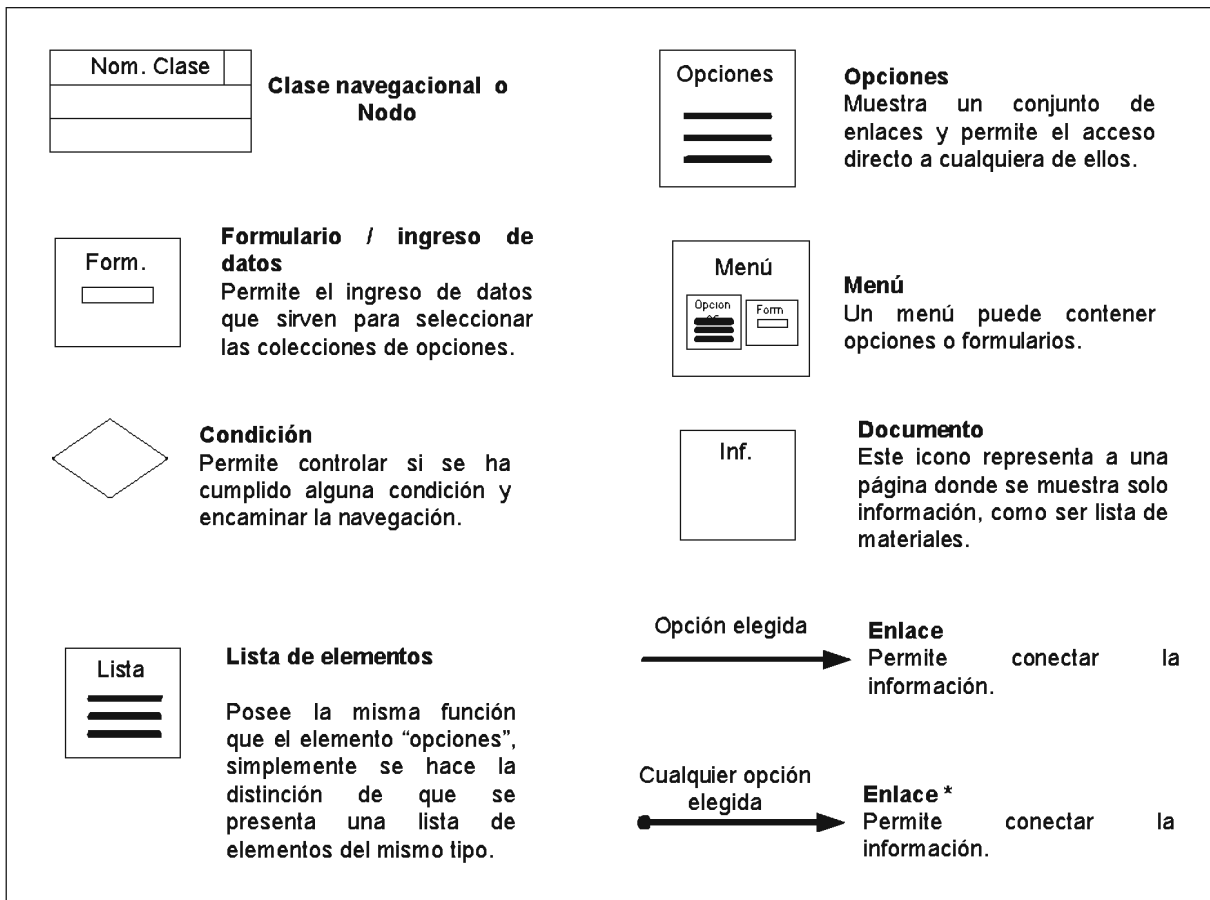 Nom. Clase
Clase navegacional o
Nodo
Opciones
Opciones
Muestra un conjunto de
enlaces y permite el acceso
directo a cualquiera de ellos.
Form.
Formulario / ingreso de
datos
Permite el ingreso de datos
que sirven para seleccionar
las colecciones de opciones.
Menú
Opcion
Form
Menú
Un menú puede contener
opciones o formularios.
Condición
Permite controlar si se ha
cumplido alguna condición y
encaminar la navegación.
Inf.
Documento
Este icono representa a una
página donde se muestra solo
información, como ser lista de
materiales.
Lista
Lista de elementos
Posee la misma función
que el elemento “opciones”,
simplemente se hace la
distinción de que se
presenta una lista de
elementos del mismo tipo.
Opción elegida
Enlace
Permite conectar la
información.
Cualquier opción
elegida
Enlace *
Permite conectar la
información.